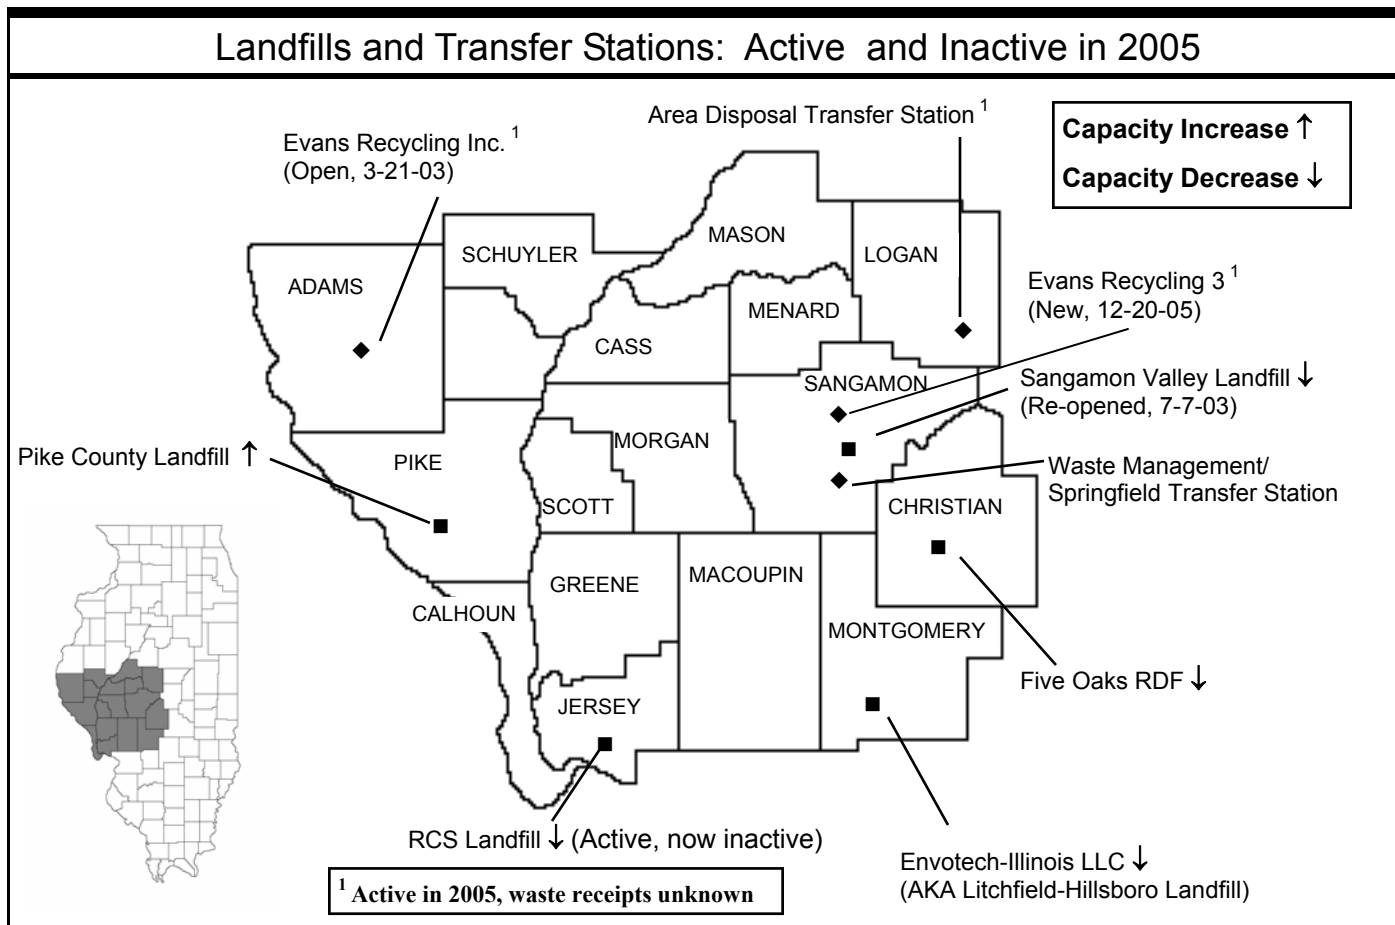 Landfills and Transfer Stations:  Active  and Inactive in 2005
Area Disposal Transfer Station 1
Capacity Increase ↑
Capacity Decrease ↓
Evans Recycling Inc. 1
(Open, 3-21-03)
MASON
SCHUYLER
LOGAN
ADAMS
Evans Recycling 3 1
(New, 12-20-05)
MENARD
CASS
SANGAMON
Sangamon Valley Landfill ↓
(Re-opened, 7-7-03)
MORGAN
Pike County Landfill ↑
PIKE
Waste Management/
Springfield Transfer Station
SCOTT
CHRISTIAN
GREENE
MACOUPIN
CALHOUN
MONTGOMERY
Five Oaks RDF ↓
JERSEY
RCS Landfill ↓ (Active, now inactive)
Envotech-Illinois LLC ↓
(AKA Litchfield-Hillsboro Landfill)
1 Active in 2005, waste receipts unknown